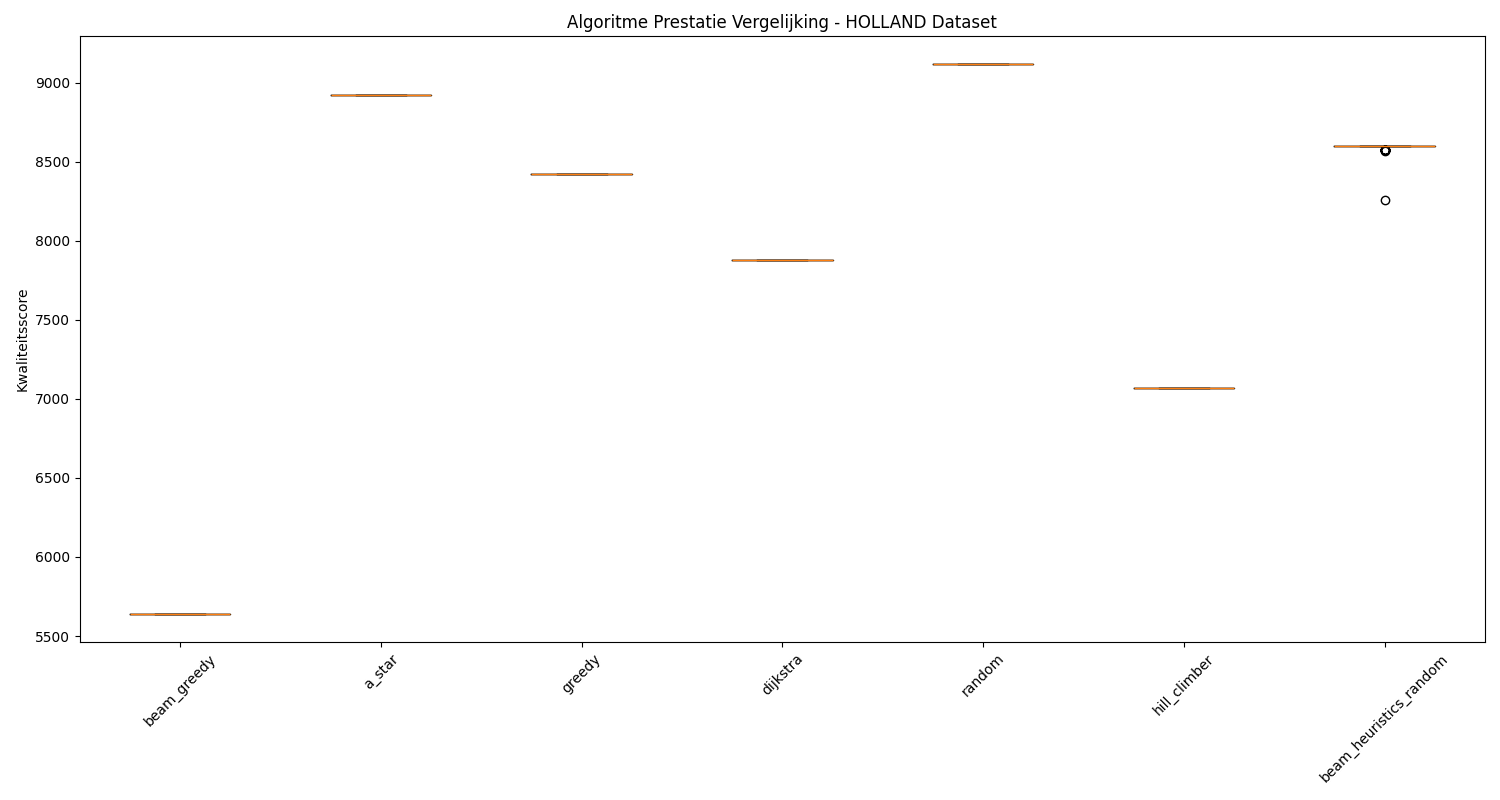 Algoritme Prestatie Vergelijking - HOLLAND Dataset
Kwaliteitsscore
9000
8500
8000
7500
7000
6500
6000
5500
beam_greedy
a_star
greedy
dijkstra
random
hill_climber
beam_heuristics_random